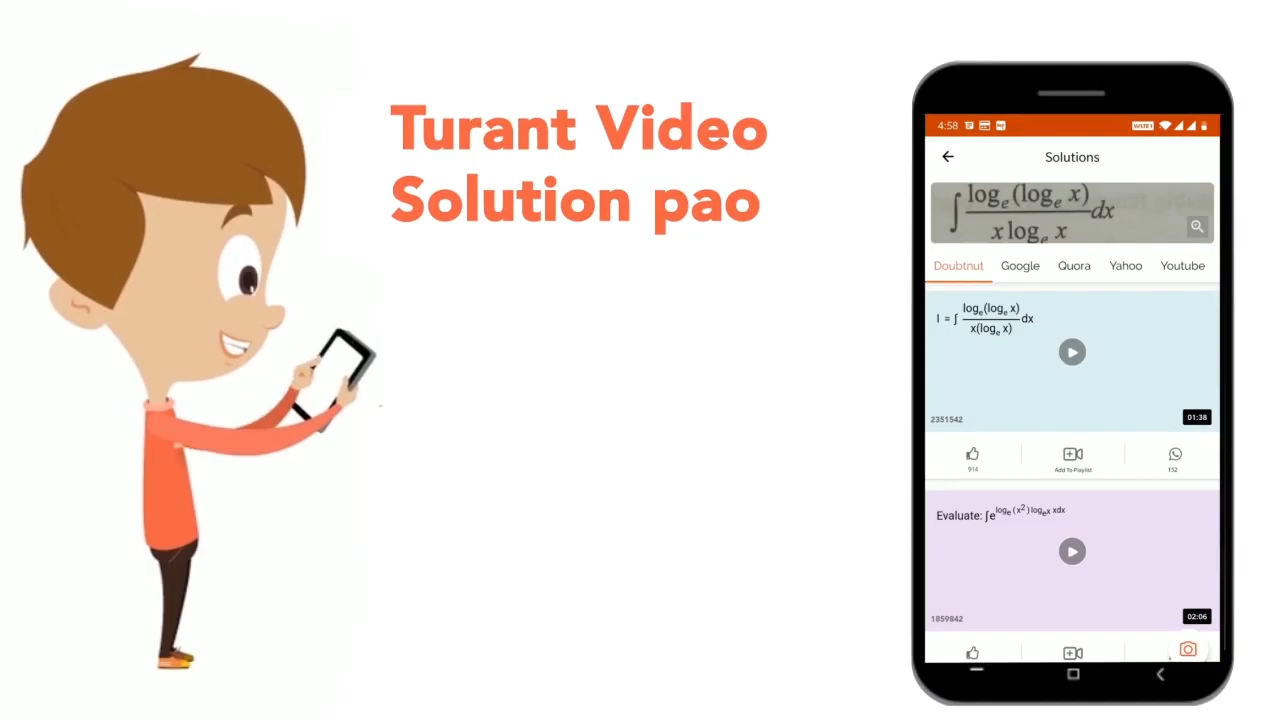 Turant Video
Solution pao
4:58
VoLTE1
Solutions
∫ logₑ(logₑ x) / x logₑ x dx
Doubtnut Google Quora Yahoo Youtube
I = ∫ logₑ(logₑ x) / x(logₑ x) dx
2351542 01:38
914 Add To Playlist 152
Evaluate: ∫e^logₑ(x²)logₑx xdx
1859842 02:06